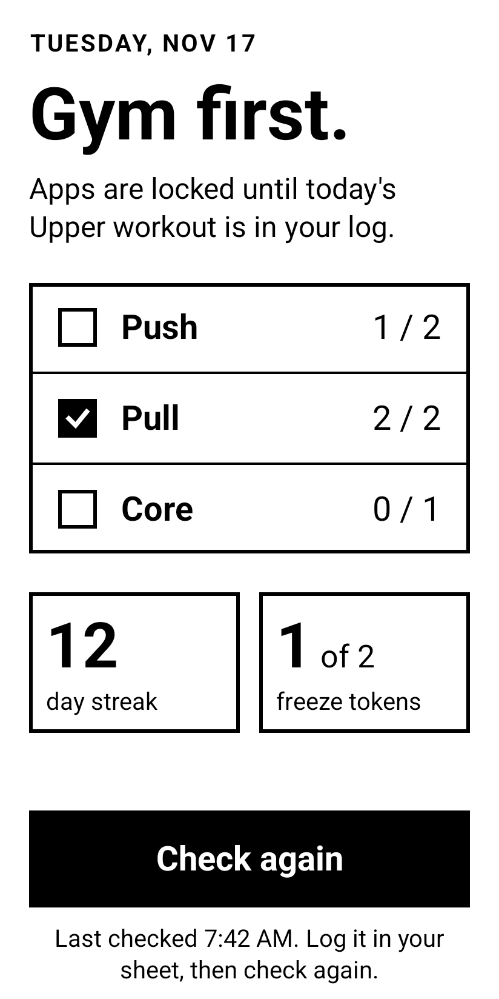 TUESDAY, NOV 17
Gym first.
Apps are locked until today's
Upper workout is in your log.
Push 1 / 2
Pull 2 / 2
Core 0 / 1
12
day streak
1 of 2
freeze tokens
Check again
Last checked 7:42 AM. Log it in your
sheet, then check again.